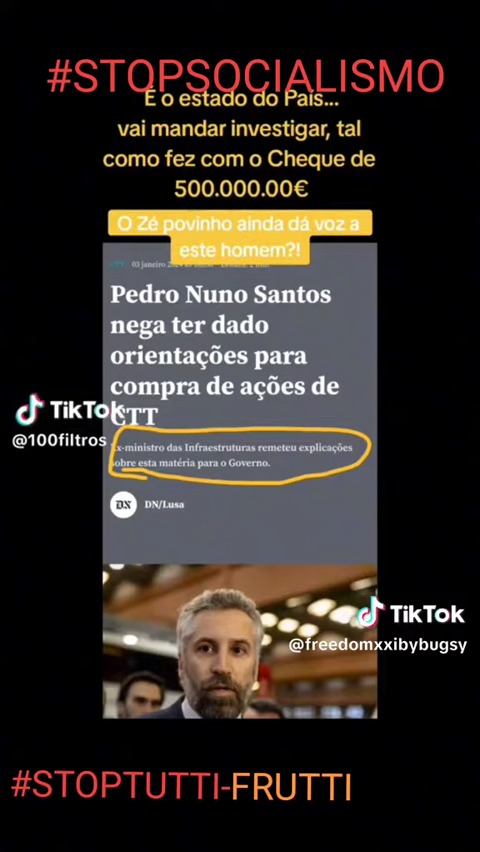 #STOPSOCIALISMO
É o estado do País...
vai mandar investigar, tal
como fez com o Cheque de
500.000.00€
O Zé povinho ainda dá voz a
este homem?!
03 janeiro
Pedro Nuno Santos
nega ter dado
orientações para
compra de ações de
CTT
TikTok
@100filtros
Ex-ministro das Infraestruturas remeteu explicações
sobre esta matéria para o Governo.
DN
DN/Lusa
TikTok
@freedomxxibybugsy
#STOPTUTTI-FRUTTI